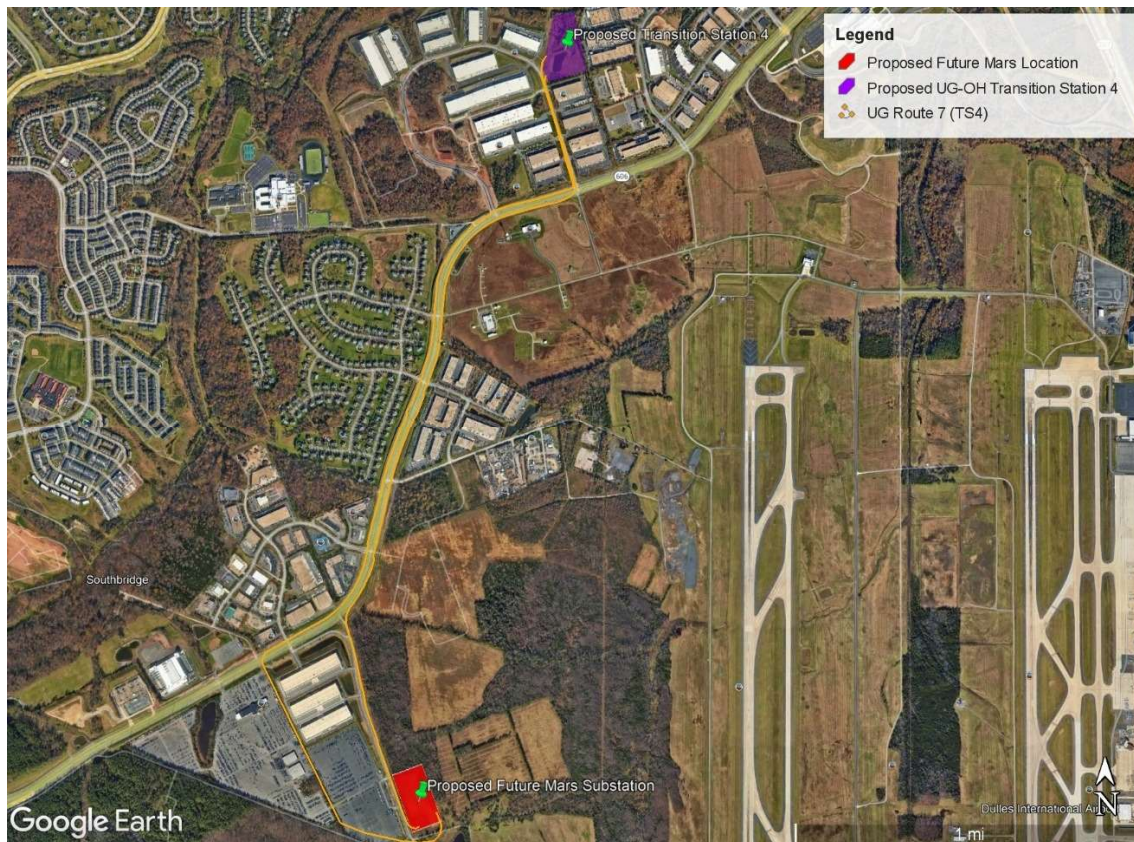 Proposed Transition Station 4
Legend
Proposed Future Mars Location
Proposed UG-OH Transition Station 4
UG Route 7 (TS4)
606
Southbridge
Proposed Future Mars Substation
Google Earth
Dulles International Airp
N
1 mi